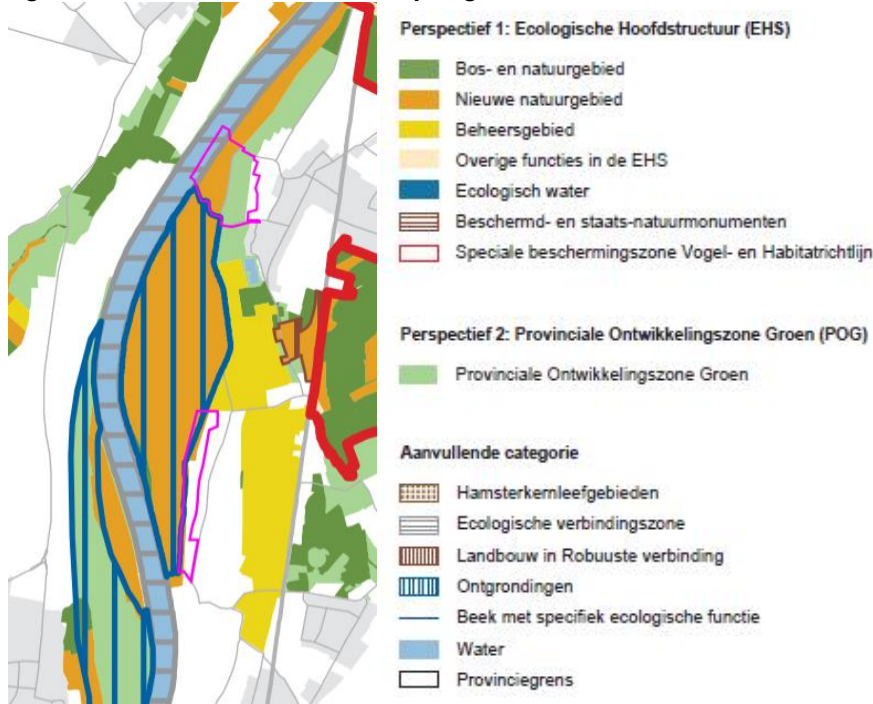 Perspectief 1: Ecologische Hoofdstructuur (EHS)
Bos- en natuurgebied
Nieuwe natuurgebied
Beheersgebied
Overige functies in de EHS
Ecologisch water
Beschermd- en staats-natuurmonumenten
Speciale beschermingszone Vogel- en Habitatrichtlijn
Perspectief 2: Provinciale Ontwikkelingszone Groen (POG)
Provinciale Ontwikkelingszone Groen
Aanvullende categorie
Hamsterkernleefgebieden
Ecologische verbindingszone
Landbouw in Robuuste verbinding
Ontgrondingen
Beek met specifiek ecologische functie
Water
Provinciegrens